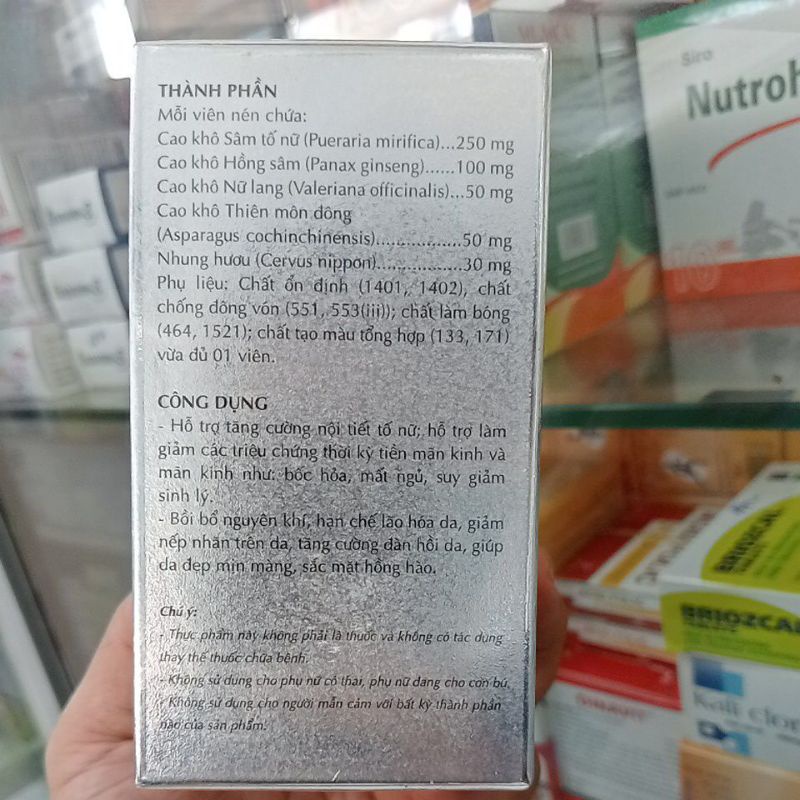 THÀNH PHẦN
Mỗi viên nén chứa:
Cao khô Sâm tố nữ (Pueraria mirifica)...250 mg
Cao khô Hồng sâm (Panax ginseng)......100 mg
Cao khô Nữ lang (Valeriana officinalis)...50 mg
Cao khô Thiên môn đông
(Asparagus cochinchinensis).................50 mg
Nhung hươu (Cervus nippon).................30 mg
Phụ liệu: Chất ổn định (1401, 1402), chất
chống đông vón (551, 553(iii)); chất làm bóng
(464, 1521); chất tạo màu tổng hợp (133, 171)
vừa đủ 01 viên.
CÔNG DỤNG
- Hỗ trợ tăng cường nội tiết tố nữ; hỗ trợ làm
giảm các triệu chứng thời kỳ tiền mãn kinh và
mãn kinh như: bốc hỏa, mất ngủ, suy giảm
sinh lý.
- Bồi bổ nguyên khí, hạn chế lão hóa da, giảm
nếp nhăn trên da, tăng cường đàn hồi da, giúp
da đẹp mịn màng, sắc mặt hồng hào.
Chú ý:
- Thực phẩm này không phải là thuốc và không có tác dụng
thay thế thuốc chữa bệnh.
- Không sử dụng cho phụ nữ có thai, phụ nữ đang cho con bú.
- Không sử dụng cho người mẫn cảm với bất kỳ thành phần
nào của sản phẩm.
Siro
BRIOZCAL
BRIOZCAL